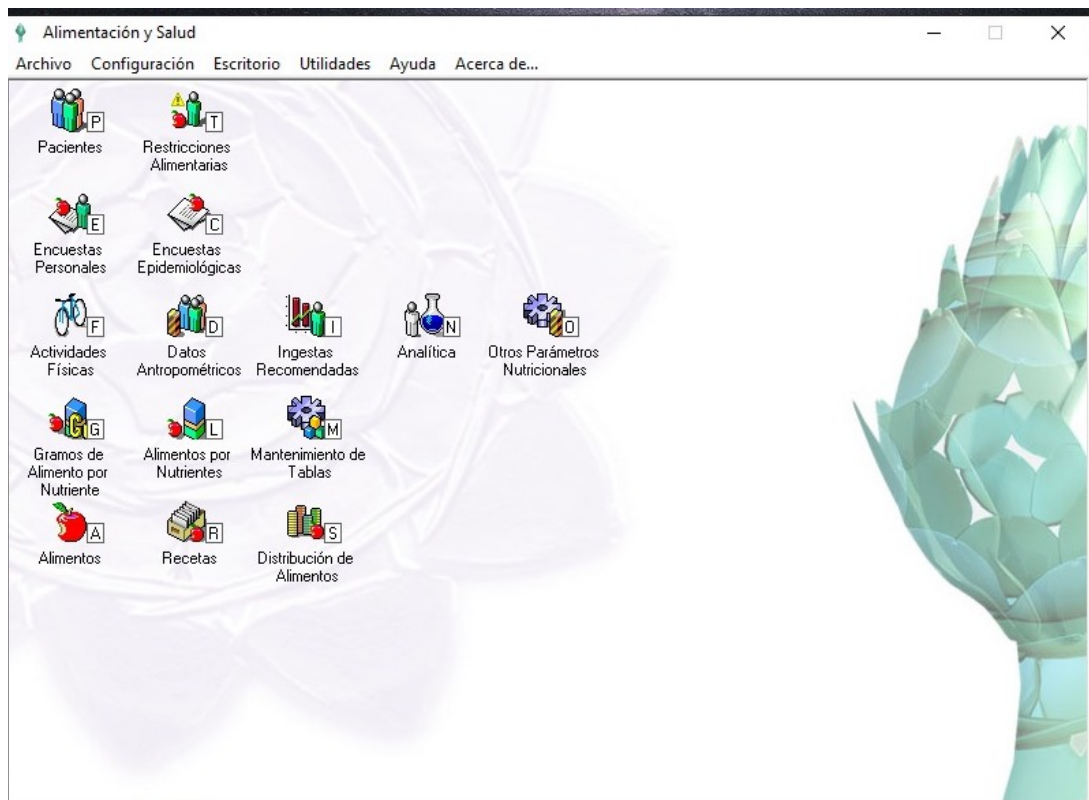 Alimentación y Salud
Archivo Configuración Escritorio Utilidades Ayuda Acerca de...
P
Pacientes
T
Restricciones
Alimentarias
E
Encuestas
Personales
C
Encuestas
Epidemiológicas
F
Actividades
Físicas
D
Datos
Antropométricos
I
Ingestas
Recomendadas
N
Analítica
O
Otros Parámetros
Nutricionales
G
G
Gramos de
Alimento por
Nutriente
L
Alimentos por
Nutrientes
M
Mantenimiento de
Tablas
A
Alimentos
R
Recetas
S
Distribución de
Alimentos